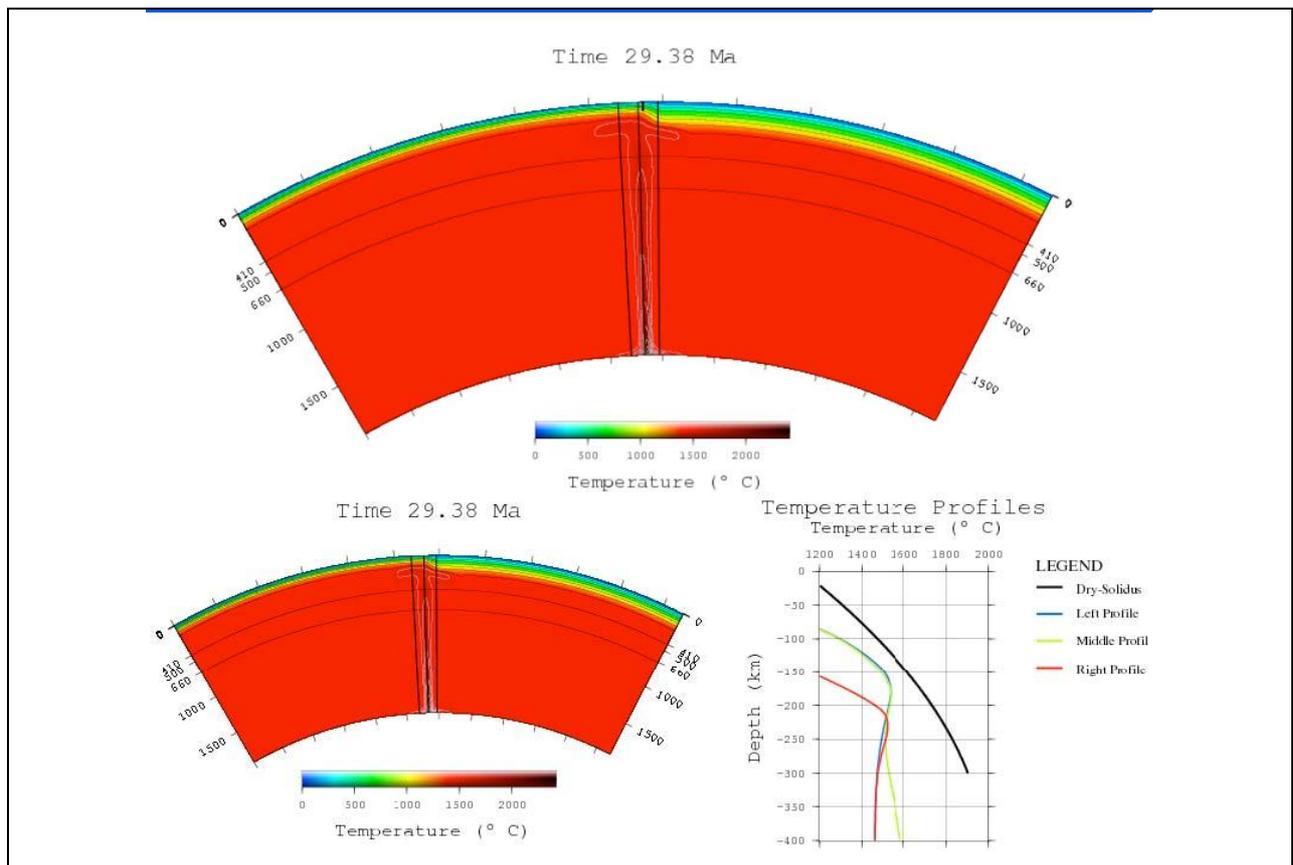 Time 29.38 Ma
0
410
500
660
1000
1500
0
410
500
660
1000
1500
0 500 1000 1500 2000
Temperature (° C)
Time 29.38 Ma
0
410
500
660
1000
1500
0
410
500
660
1000
1500
0 500 1000 1500 2000
Temperature (° C)
Temperature Profiles
Temperature (° C)
1200 1400 1600 1800 2000
0
-50
-100
-150
-200
-250
-300
-350
-400
Depth (km)
LEGEND
Dry-Solidus
Left Profile
Middle Profil
Right Profile